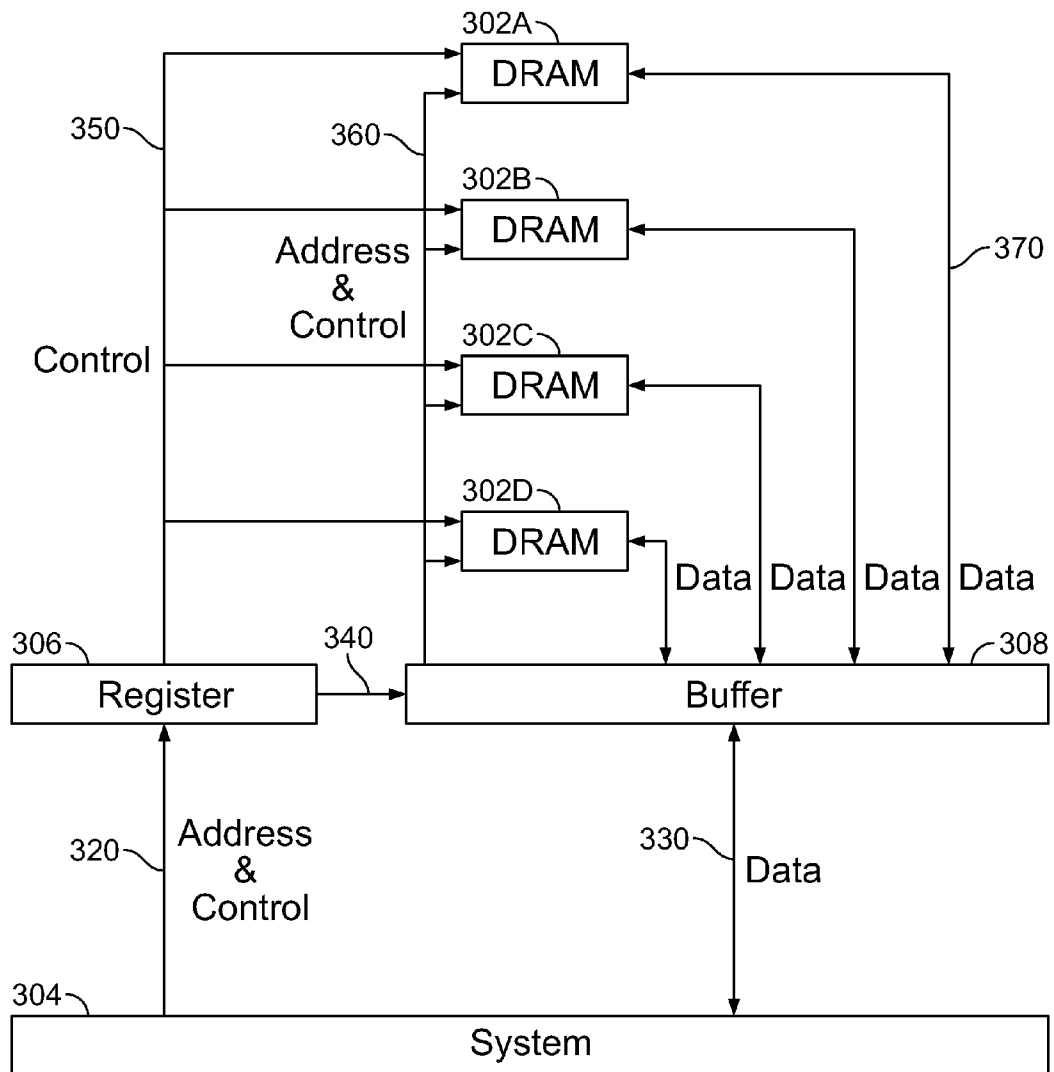 302A
DRAM
350
360
302B
DRAM
370
Address
&
Control
302C
Control
DRAM
302D
DRAM
Data
Data
Data
Data
306
340
308
Register
Buffer
320
Address
&
Control
330
Data
304
System